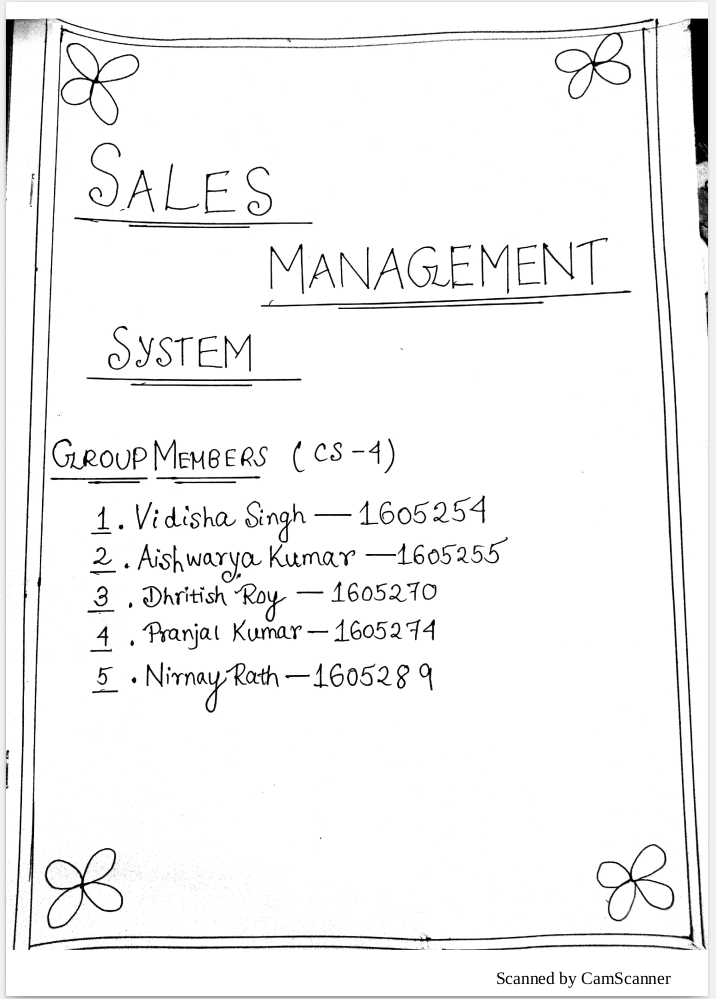 SALES
MANAGEMENT
SYSTEM
GROUP MEMBERS (CS-4)
1. Vidisha Singh — 1605254
2. Aishwarya Kumar — 1605255
3. Dhritish Roy — 1605270
4. Pranjal Kumar — 1605274
5. Nirnay Rath — 1605289
Scanned by CamScanner